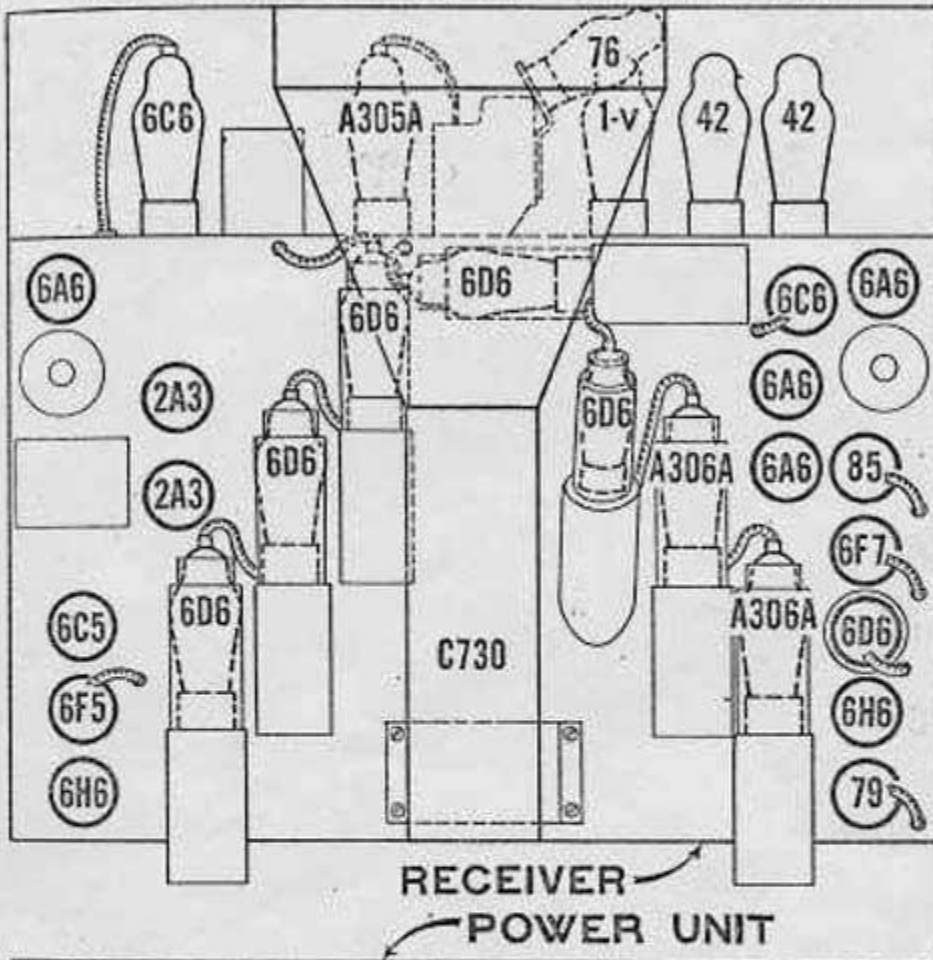 76
6C6
A305A
1-v
42
42
6D6
6A6
6D6
6C6
6A6
2A3
6D6
6D6
6A6
2A3
A306A
6A6
85
6F7
6C5
6D6
A306A
6D6
C730
6F5
6H6
6H6
79
RECEIVER
POWER UNIT